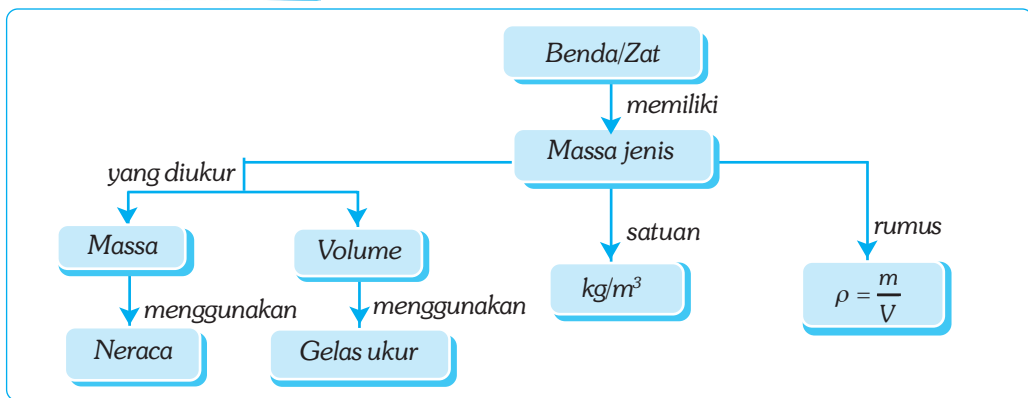 Benda/Zat
memiliki
Massa jenis
yang diukur
Massa
Volume
satuan
rumus
kg/m³
ρ = m/V
menggunakan
menggunakan
Neraca
Gelas ukur